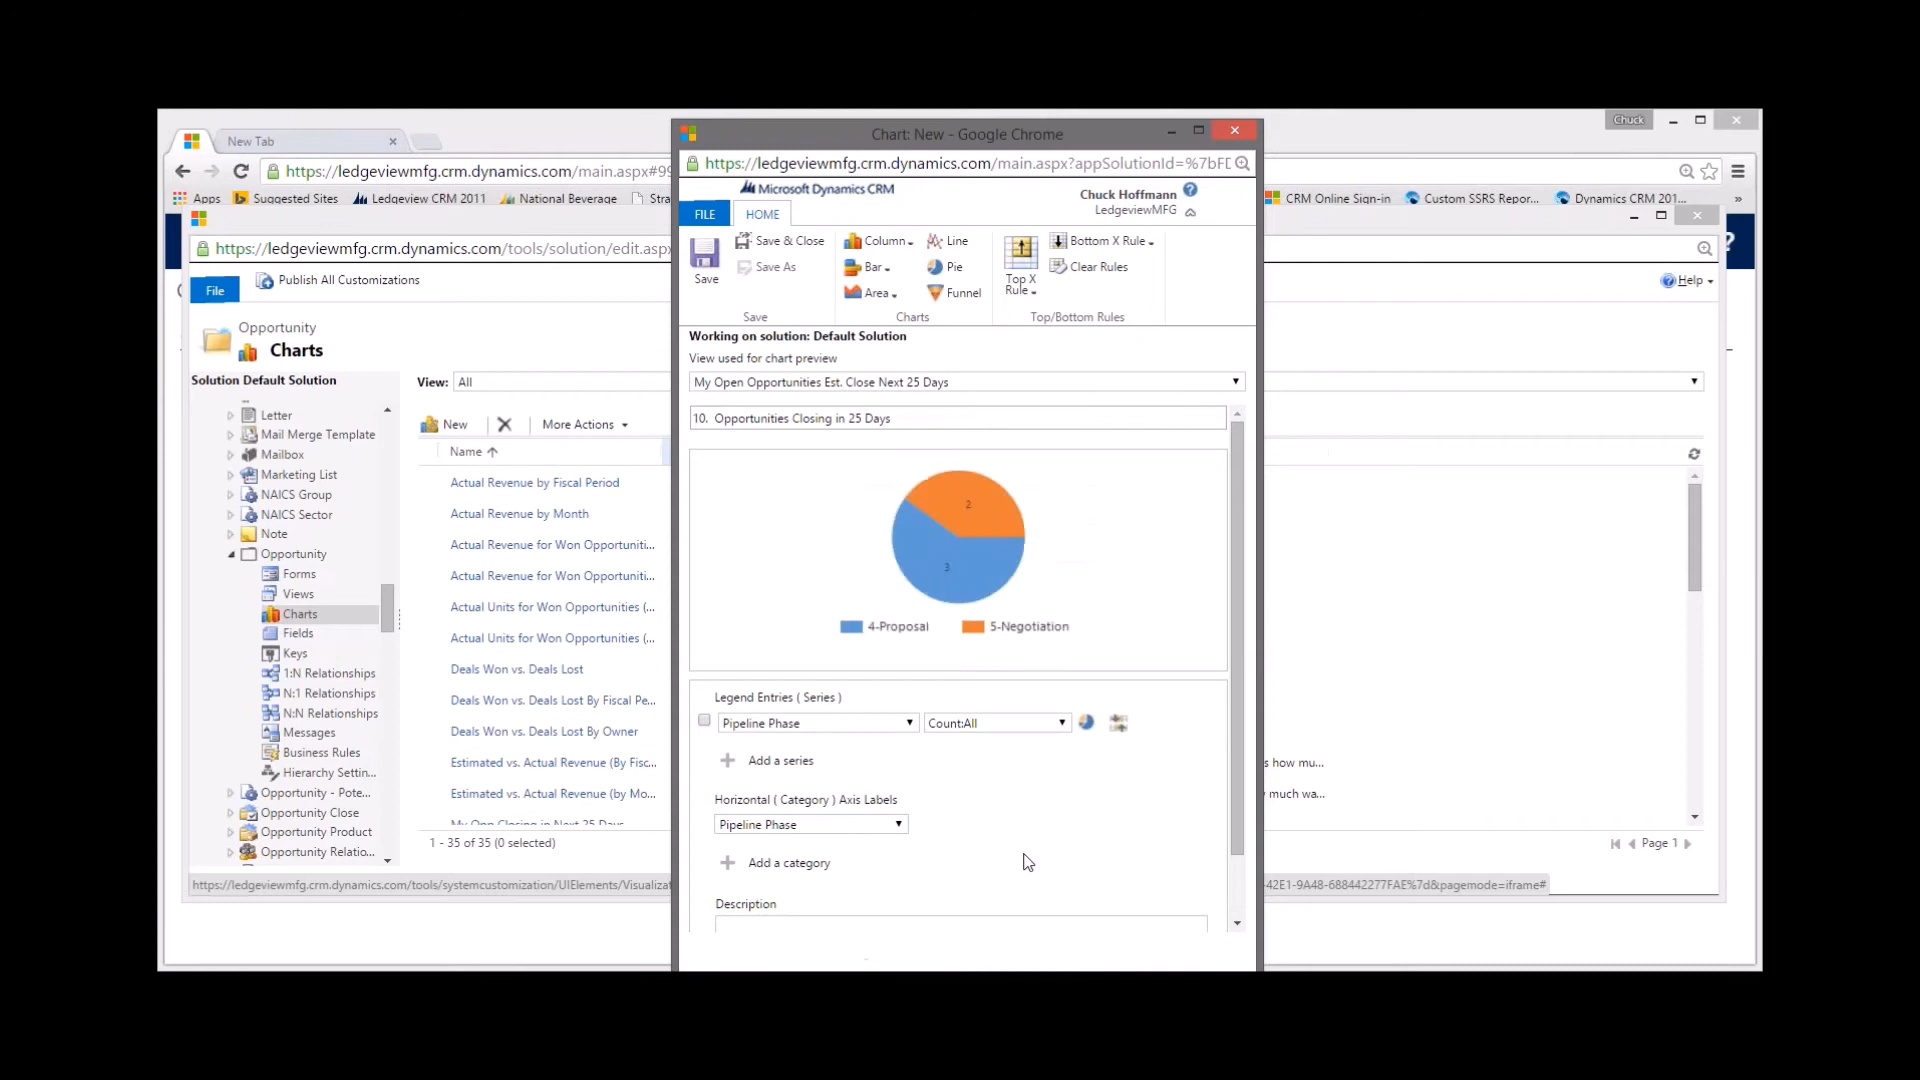 Chuck
New Tab
https://ledgeviewmfg.crm.dynamics.com/main.aspx#99
Apps
Suggested Sites
Ledgeview CRM 2011
National Beverage
Stra
CRM Online Sign-in
Custom SSRS Repor...
Dynamics CRM 201...
»
https://ledgeviewmfg.crm.dynamics.com/tools/solution/edit.aspx
File
Publish All Customizations
Help
Opportunity
Charts
Solution Default Solution
Letter
Mail Merge Template
Mailbox
Marketing List
NAICS Group
NAICS Sector
Note
Opportunity
Forms
Views
Charts
Fields
Keys
1:N Relationships
N:1 Relationships
N:N Relationships
Messages
Business Rules
Hierarchy Settin...
Opportunity - Pote...
Opportunity Close
Opportunity Product
Opportunity Relatio...
View: All
New
More Actions
Name
Actual Revenue by Fiscal Period
Actual Revenue by Month
Actual Revenue for Won Opportuniti...
Actual Revenue for Won Opportuniti...
Actual Units for Won Opportunities (...
Actual Units for Won Opportunities (...
Deals Won vs. Deals Lost
Deals Won vs. Deals Lost By Fiscal Pe...
Deals Won vs. Deals Lost By Owner
Estimated vs. Actual Revenue (By Fisc...
Estimated vs. Actual Revenue (by Mo...
My Opp Closing in Next 25 Days
1 - 35 of 35 (0 selected)
s how mu...
much wa...
Page 1
https://ledgeviewmfg.crm.dynamics.com/tools/systemcustomization/UIElements/Visualizat
42E1-9A48-688442277FAE%7d&pagemode=iframe#
Chart: New - Google Chrome
https://ledgeviewmfg.crm.dynamics.com/main.aspx?appSolutionId=%7bFD
Microsoft Dynamics CRM
Chuck Hoffmann
LedgeviewMFG
FILE
HOME
Save
Save & Close
Save As
Save
Column
Line
Bar
Pie
Area
Funnel
Charts
Top X
Rule
Bottom X Rule
Clear Rules
Top/Bottom Rules
Working on solution: Default Solution
View used for chart preview
My Open Opportunities Est. Close Next 25 Days
10. Opportunities Closing in 25 Days
2
3
4-Proposal
5-Negotiation
Legend Entries ( Series )
Pipeline Phase
Count:All
Add a series
Horizontal ( Category ) Axis Labels
Pipeline Phase
Add a category
Description